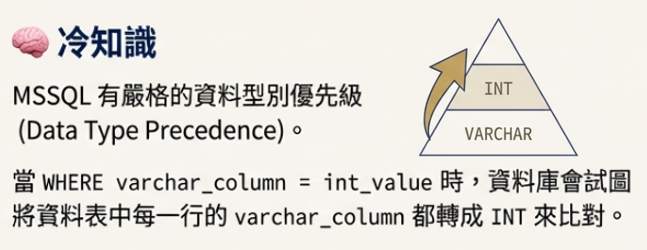 🧠 冷知識
MSSQL 有嚴格的資料型別優先級
(Data Type Precedence)。
INT
VARCHAR
當 WHERE varchar_column = int_value 時，資料庫會試圖
將資料表中每一行的 varchar_column 都轉成 INT 來比對。